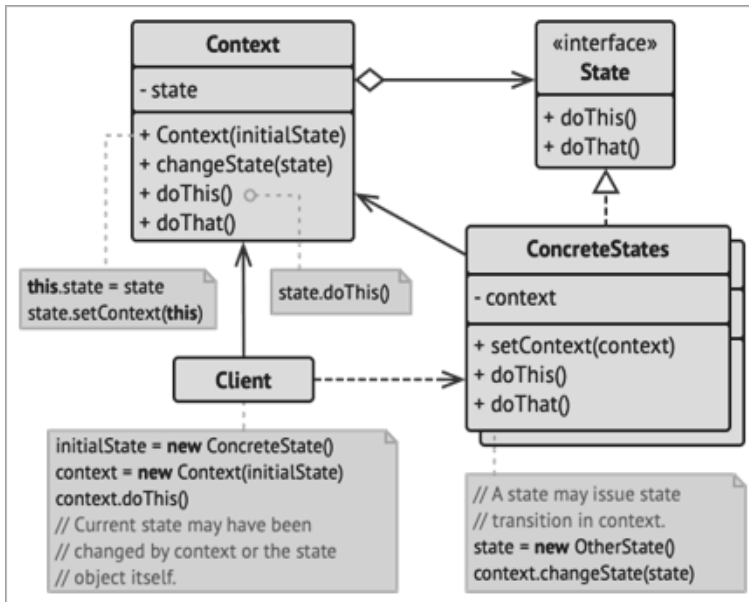 Context
- state
+ Context(initialState)
+ changeState(state)
+ doThis()
+ doThat()
«interface»
State
+ doThis()
+ doThat()
this.state = state
state.setContext(this)
state.doThis()
ConcreteStates
- context
+ setContext(context)
+ doThis()
+ doThat()
Client
initialState = new ConcreteState()
context = new Context(initialState)
context.doThis()
// Current state may have been
// changed by context or the state
// object itself.
// A state may issue state
// transition in context.
state = new OtherState()
context.changeState(state)